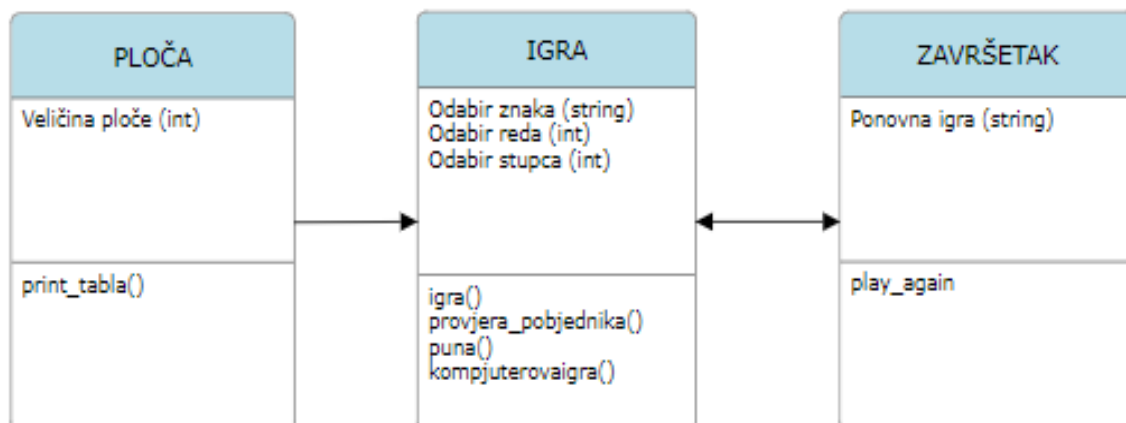 PLOČA
Veličina ploče (int)
print_tabla()
IGRA
Odabir znaka (string)
Odabir reda (int)
Odabir stupca (int)
igra()
provjera_pobjednika()
puna()
kompjuterovaigra()
ZAVRŠETAK
Ponovna igra (string)
play_again